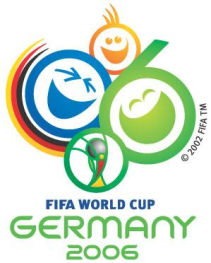 © 2002 FIFA TM
FIFA WORLD CUP
GERMANY
2006